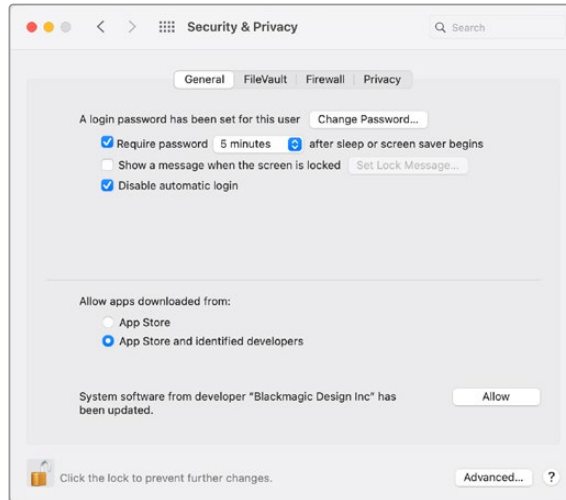 Security & Privacy
Search
General
FileVault
Firewall
Privacy
A login password has been set for this user
Change Password...
Require password
5 minutes
after sleep or screen saver begins
Show a message when the screen is locked
Set Lock Message...
Disable automatic login
Allow apps downloaded from:
App Store
App Store and identified developers
System software from developer "Blackmagic Design Inc" has
been updated.
Allow
Click the lock to prevent further changes.
Advanced...
?